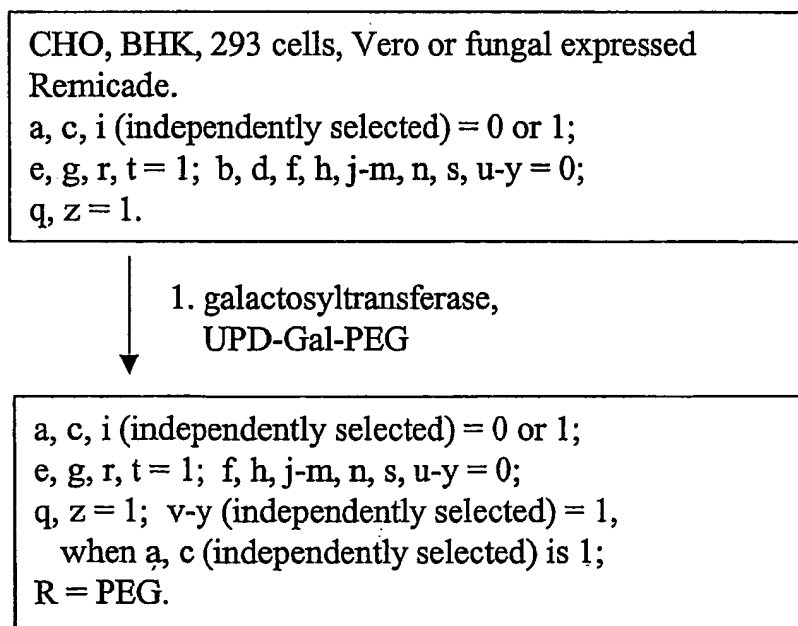 CHO, BHK, 293 cells, Vero or fungal expressed
Remicade.
a, c, i (independently selected) = 0 or 1;
e, g, r, t = 1; b, d, f, h, j-m, n, s, u-y = 0;
q, z = 1.
1. galactosyltransferase,
UPD-Gal-PEG
a, c, i (independently selected) = 0 or 1;
e, g, r, t = 1; f, h, j-m, n, s, u-y = 0;
q, z = 1; v-y (independently selected) = 1,
when a, c (independently selected) is 1;
R = PEG.